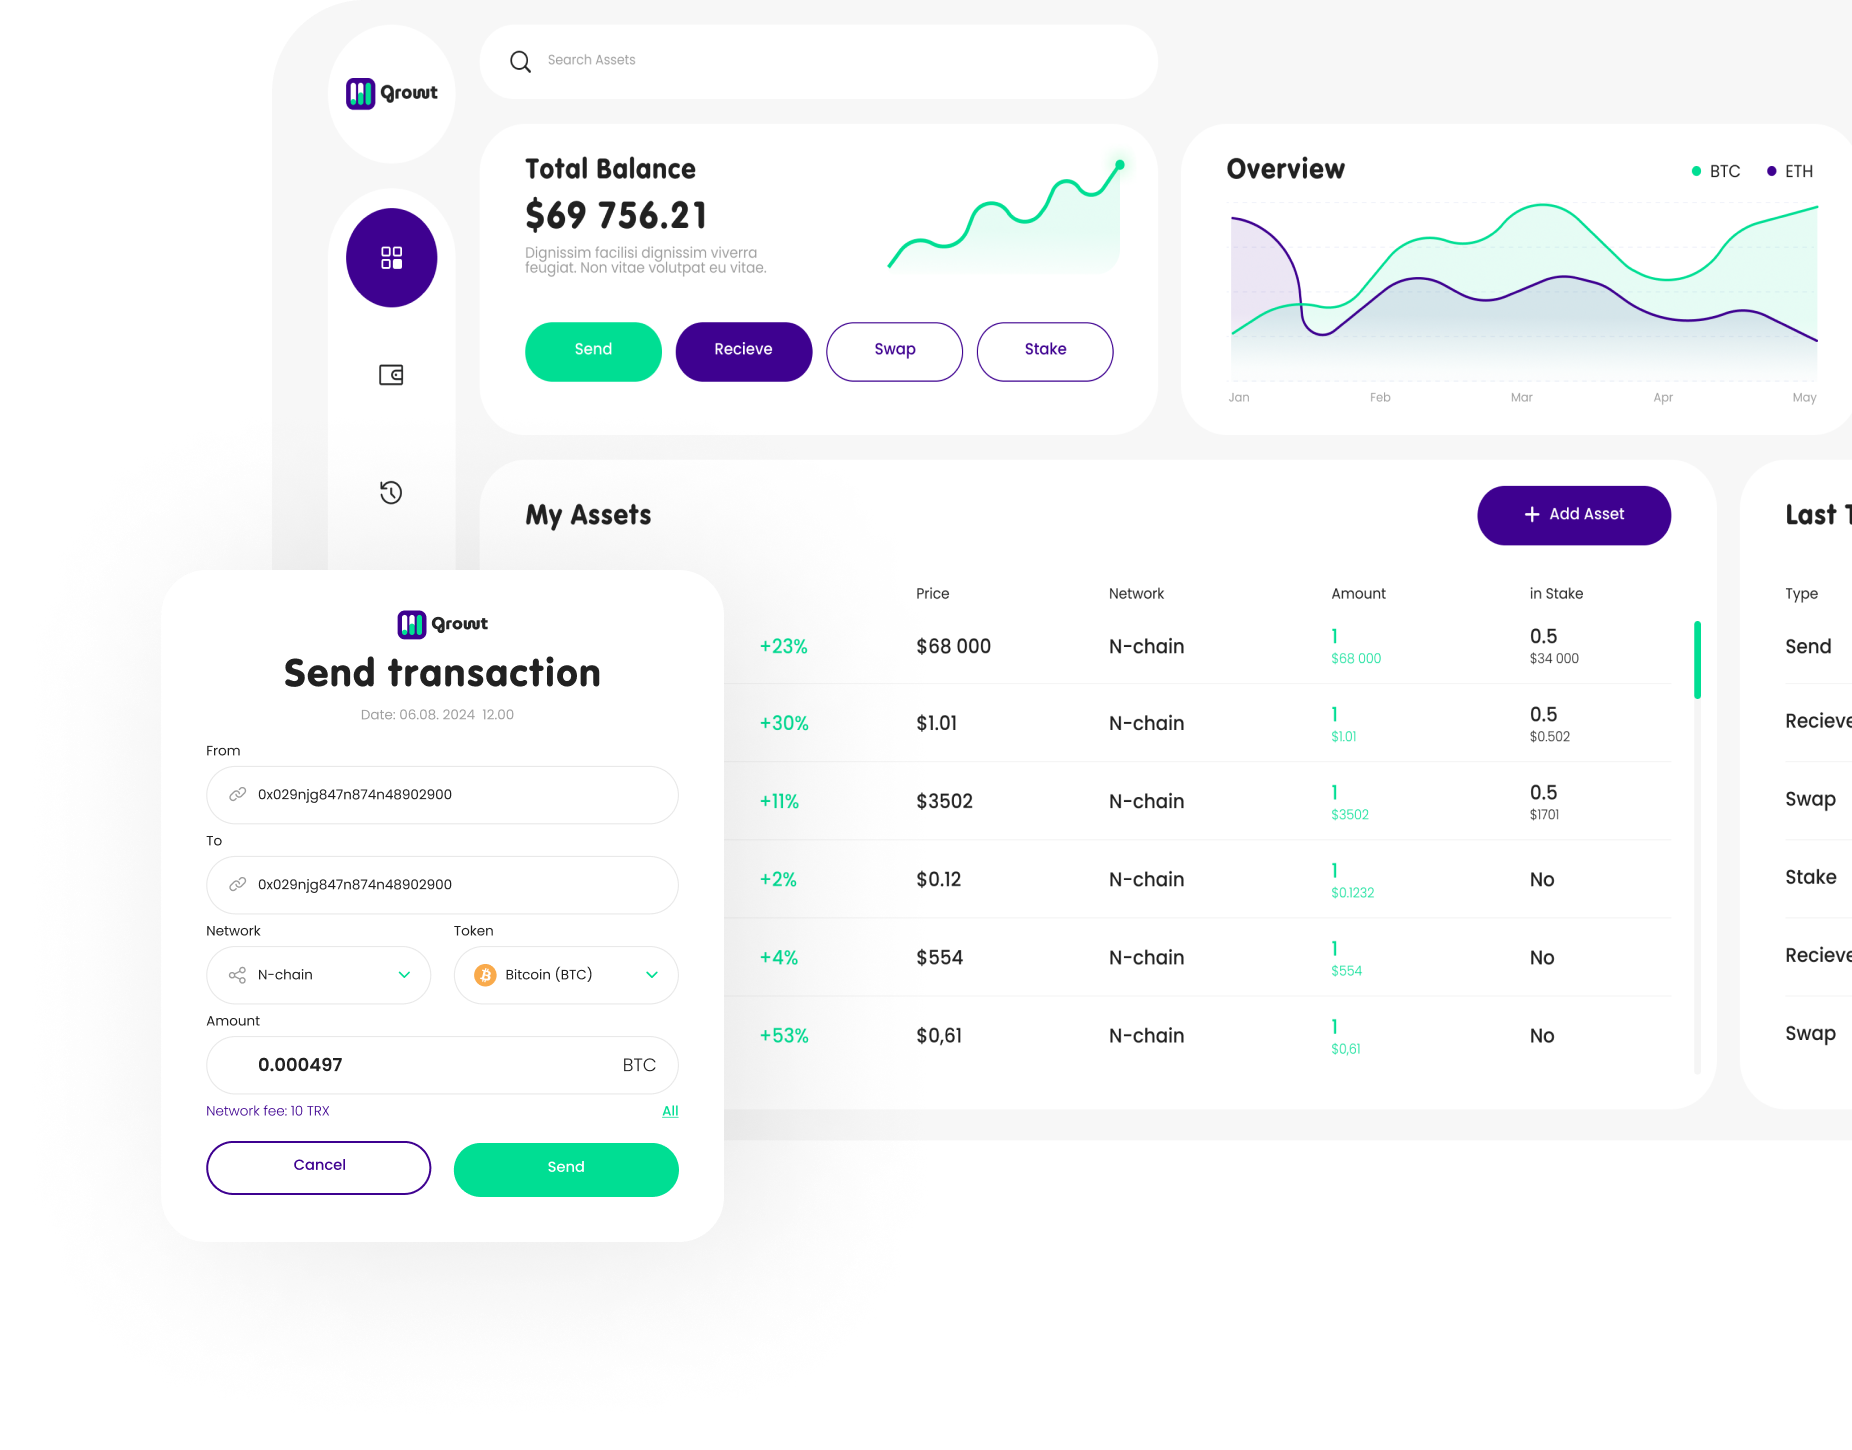 Growt
Search Assets
Total Balance
$69 756.21
Dignissim facilisi dignissim viverra
feugiat. Non vitae volutpat eu vitae.
Send
Recieve
Swap
Stake
Overview
BTC
ETH
Jan
Feb
Mar
Apr
May
My Assets
+ Add Asset
Price
Network
Amount
in Stake
+23%
$68 000
N-chain
1
$68 000
0.5
$34 000
+30%
$1.01
N-chain
1
$1.01
0.5
$0.502
+11%
$3502
N-chain
1
$3502
0.5
$1701
+2%
$0.12
N-chain
1
$0.1232
No
+4%
$554
N-chain
1
$554
No
+53%
$0,61
N-chain
1
$0,61
No
Last
Type
Send
Recieve
Swap
Stake
Recieve
Swap
Growt
Send transaction
Date: 06.08. 2024 12.00
From
0x029njg847n874n48902900
To
0x029njg847n874n48902900
Network
Token
N-chain
Bitcoin (BTC)
Amount
0.000497
BTC
Network fee: 10 TRX
All
Cancel
Send